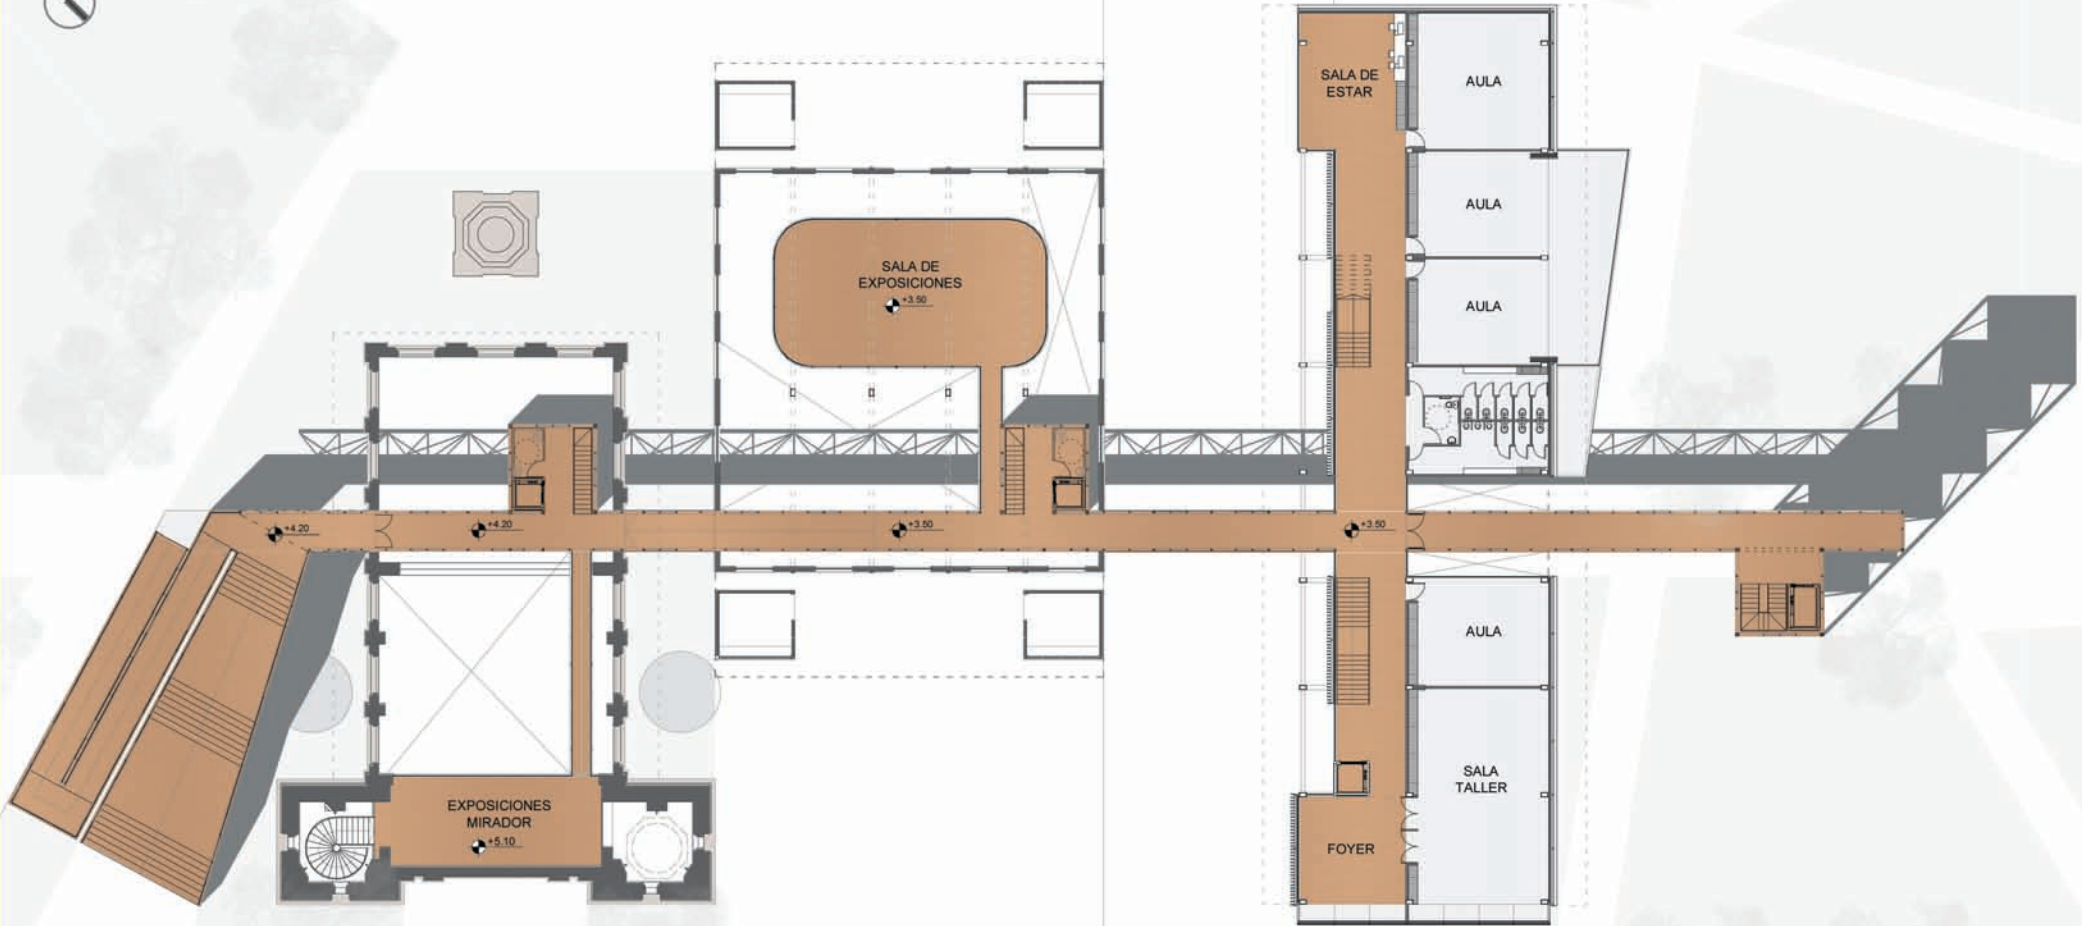 SALA DE
ESTAR
AULA
AULA
SALA DE
EXPOSICIONES
+3.50
AULA
+4.20
+4.20
+3.50
+3.50
AULA
SALA
TALLER
EXPOSICIONES
MIRADOR
+5.10
FOYER